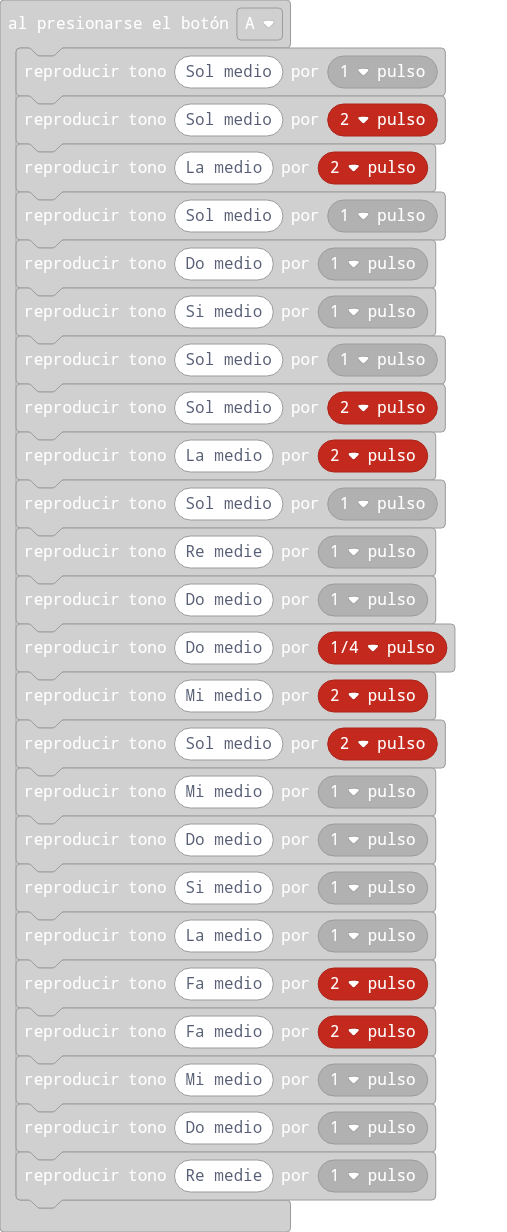 al presionarse el botón A
reproducir tono Sol medio por 1 pulso
reproducir tono Sol medio por 2 pulso
reproducir tono La medio por 2 pulso
reproducir tono Sol medio por 1 pulso
reproducir tono Do medio por 1 pulso
reproducir tono Si medio por 1 pulso
reproducir tono Sol medio por 1 pulso
reproducir tono Sol medio por 2 pulso
reproducir tono La medio por 2 pulso
reproducir tono Sol medio por 1 pulso
reproducir tono Re medie por 1 pulso
reproducir tono Do medio por 1 pulso
reproducir tono Do medio por 1/4 pulso
reproducir tono Mi medio por 2 pulso
reproducir tono Sol medio por 2 pulso
reproducir tono Mi medio por 1 pulso
reproducir tono Do medio por 1 pulso
reproducir tono Si medio por 1 pulso
reproducir tono La medio por 1 pulso
reproducir tono Fa medio por 2 pulso
reproducir tono Fa medio por 2 pulso
reproducir tono Mi medio por 1 pulso
reproducir tono Do medio por 1 pulso
reproducir tono Re medie por 1 pulso